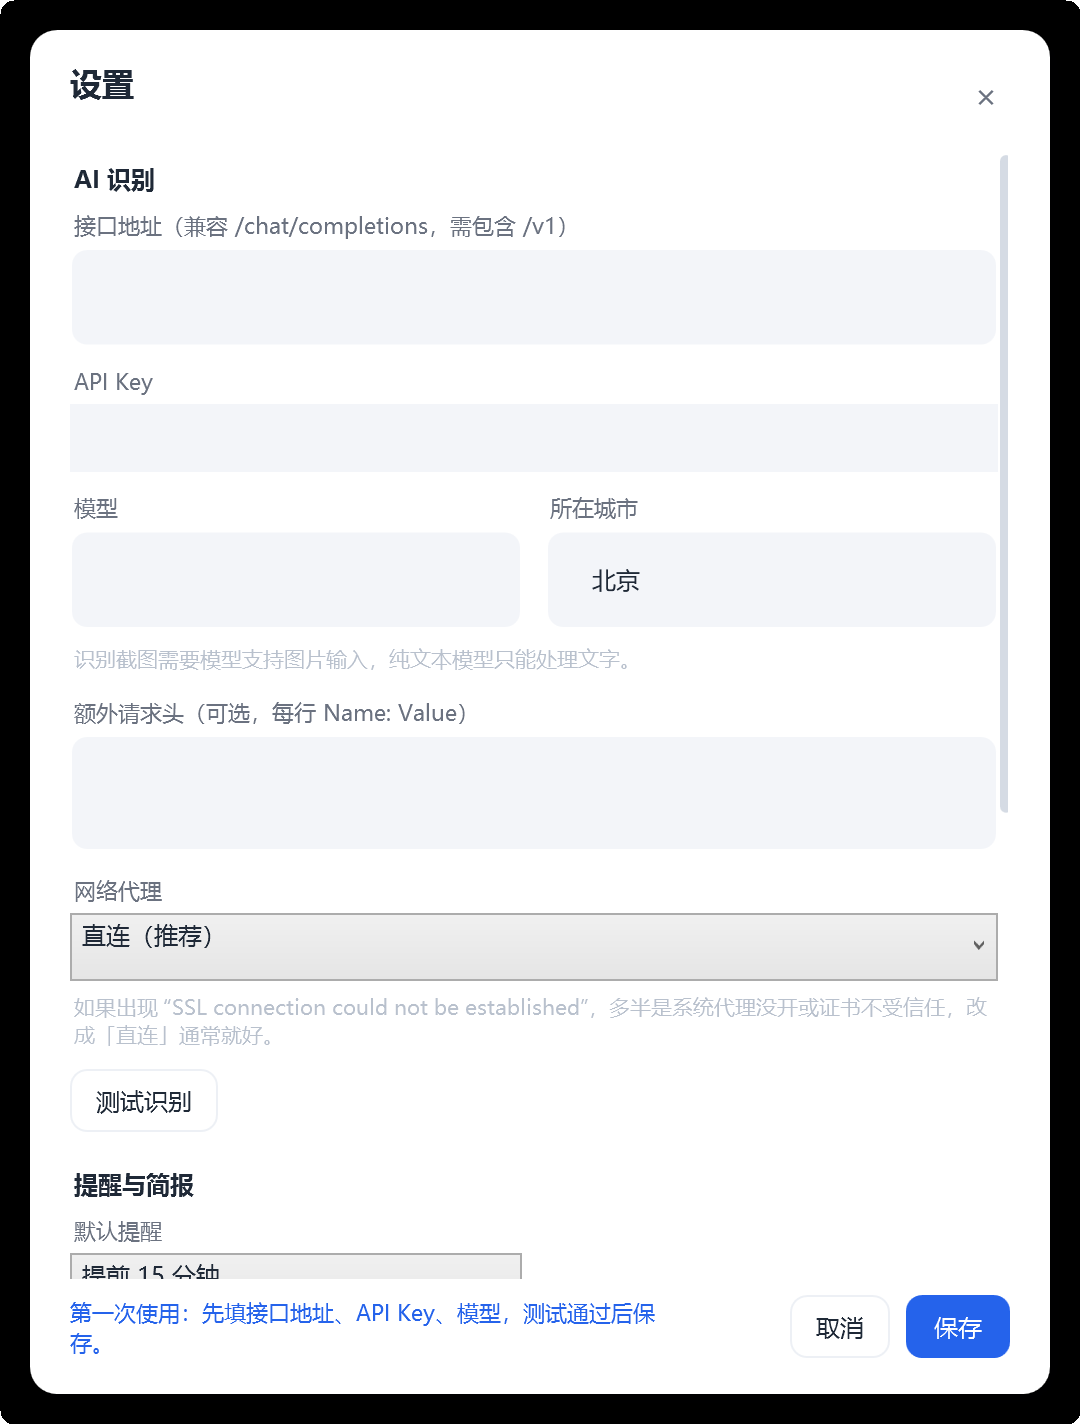 设置
×
AI 识别
接口地址（兼容 /chat/completions，需包含 /v1）
API Key
模型
所在城市
北京
识别截图需要模型支持图片输入，纯文本模型只能处理文字。
额外请求头（可选，每行 Name: Value）
网络代理
直连（推荐）
如果出现 “SSL connection could not be established”，多半是系统代理没开或证书不受信任，改
成「直连」通常就好。
测试识别
提醒与简报
默认提醒
提前 15 分钟
第一次使用：先填接口地址、API Key、模型，测试通过后保
存。
取消
保存